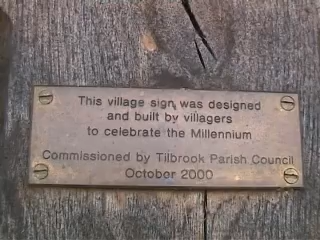 This village sign was designed
and built by villagers
to celebrate the Millennium
Commissioned by Tilbrook Parish Council
October 2000